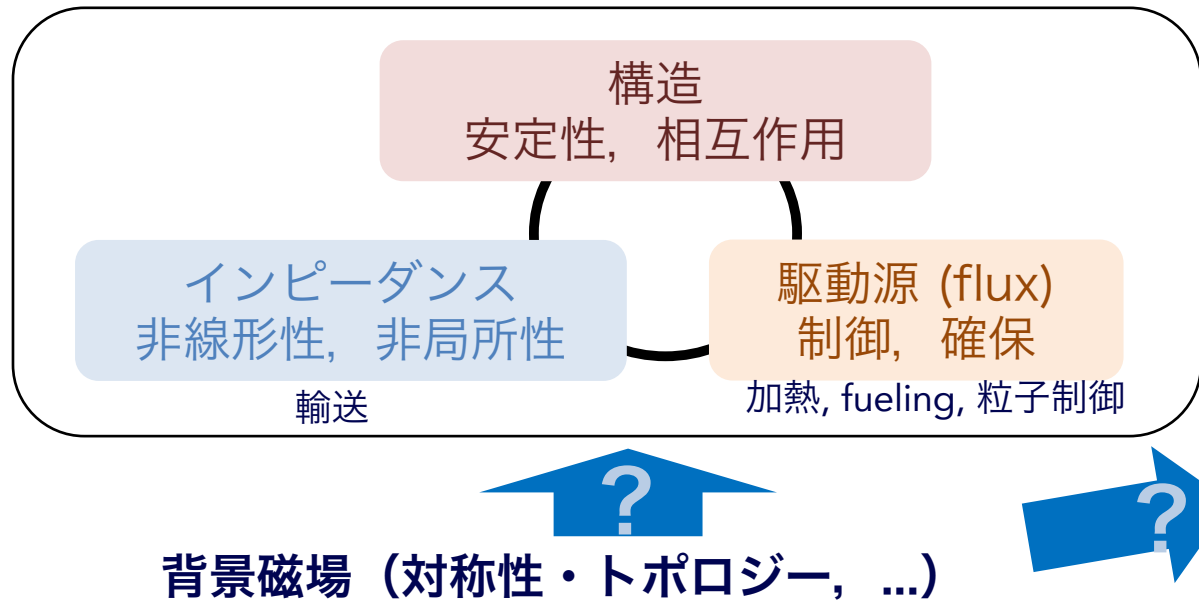 構造
安定性, 相互作用
インピーダンス
非線形性, 非局所性
駆動源 (flux)
制御, 確保
輸送
加熱, fueling, 粒子制御
?
?
背景磁場（対称性・トポロジー, ...）